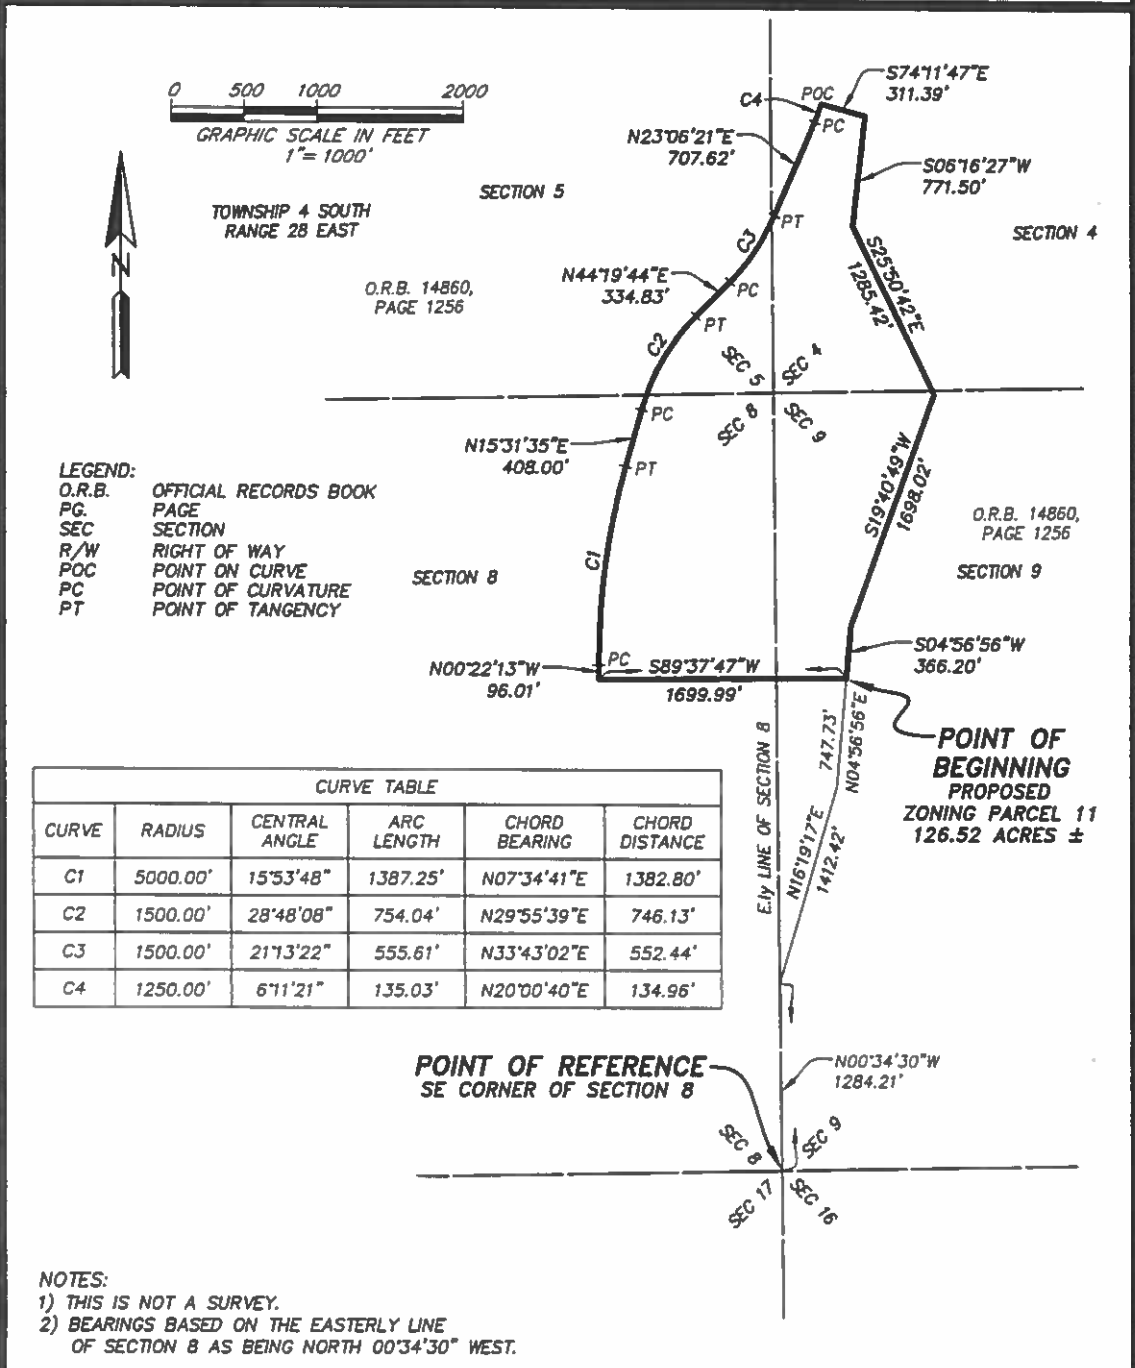 0 500 1000 2000
GRAPHIC SCALE IN FEET
1"= 1000'
N
TOWNSHIP 4 SOUTH
RANGE 28 EAST
SECTION 5
O.R.B. 14860,
PAGE 1256
C4
POC
PC
S74°11'47"E
311.39'
N23°06'21"E
707.62'
S06°16'27"W
771.50'
SECTION 4
PT
C3
S25°50'42"E
1285.42'
N44°19'44"E
334.83'
PC
PT
C2
SEC 5
SEC 4
SEC 8
SEC 9
PC
N15°31'35"E
408.00'
PT
S19°40'49"W
1698.02'
O.R.B. 14860,
PAGE 1256
LEGEND:
O.R.B. OFFICIAL RECORDS BOOK
PG. PAGE
SEC SECTION
R/W RIGHT OF WAY
POC POINT ON CURVE
PC POINT OF CURVATURE
PT POINT OF TANGENCY
C1
SECTION 8
SECTION 9
N00°22'13"W
96.01'
PC
S89°37'47"W
1699.99'
S04°56'56"W
366.20'
POINT OF
BEGINNING
PROPOSED
ZONING PARCEL 11
126.52 ACRES ±
747.73'
N04°56'56"E
E.ly LINE OF SECTION 8
N16°19'17"E
1412.42'
CURVE TABLE
CURVE RADIUS CENTRAL ANGLE ARC LENGTH CHORD BEARING CHORD DISTANCE
C1 5000.00' 15°53'48" 1387.25' N07°34'41"E 1382.80'
C2 1500.00' 28°48'08" 754.04' N29°55'39"E 746.13'
C3 1500.00' 21°13'22" 555.61' N33°43'02"E 552.44'
C4 1250.00' 6°11'21" 135.03' N20°00'40"E 134.96'
POINT OF REFERENCE
SE CORNER OF SECTION 8
N00°34'30"W
1284.21'
SEC 8
SEC 9
SEC 17
SEC 16
NOTES:
1) THIS IS NOT A SURVEY.
2) BEARINGS BASED ON THE EASTERLY LINE
OF SECTION 8 AS BEING NORTH 00°34'30" WEST.